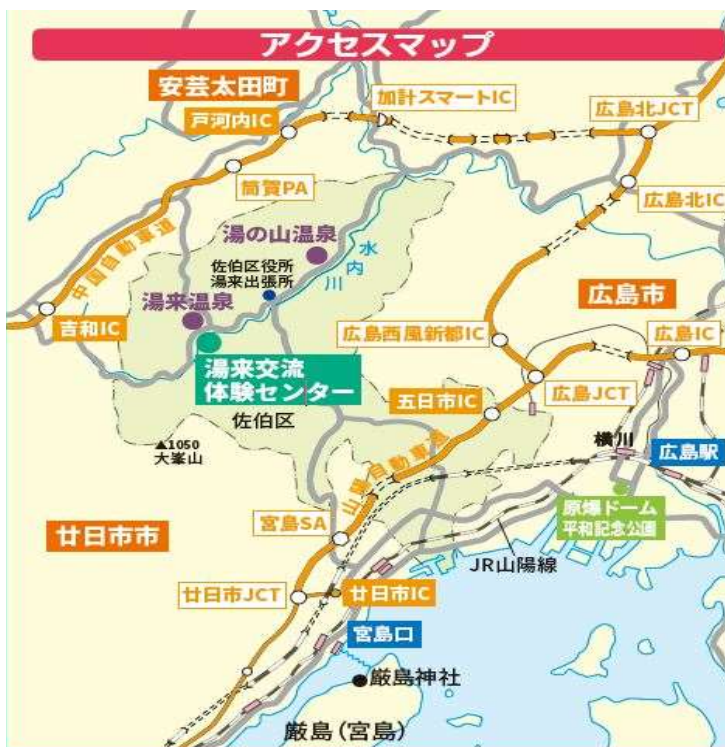 アクセスマップ
安芸太田町
加計スマートIC
広島北JCT
戸河内IC
筒賀PA
広島北IC
湯の山温泉
水内川
中国自動車道
佐伯区役所
湯来出張所
広島市
湯来温泉
吉和IC
広島西風新都IC
広島IC
湯来交流
体験センター
広島JCT
五日市IC
佐伯区
▲1050
大峯山
横川
広島駅
山陽自動車道
原爆ドーム
平和記念公園
宮島SA
廿日市市
JR山陽線
廿日市JCT
廿日市IC
宮島口
厳島神社
厳島(宮島)